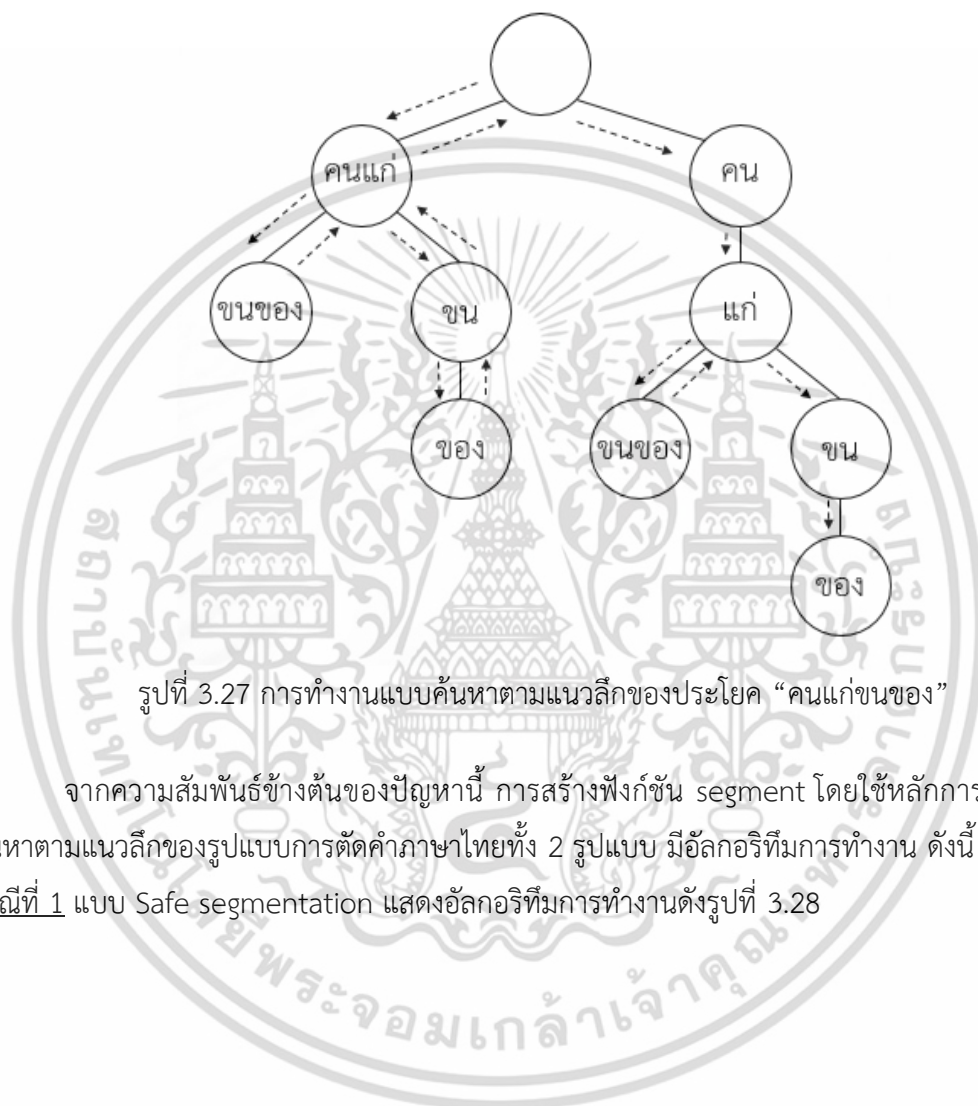 คนแก่
คน
ขนของ
ขน
แก่
ของ
ขนของ
ขน
ของ
รูปที่ 3.27 การทำงานแบบค้นหาตามแนวลึกของประโยค “คนแก่ขนของ”
จากความสัมพันธ์ข้างต้นของปัญหานี้ การสร้างฟังก์ชัน segment โดยใช้หลักการ
หาตามแนวลึกของรูปแบบการตัดคำภาษาไทยทั้ง 2 รูปแบบ มีอัลกอริทึมการทำงาน ดังนี้
ณีที่ 1 แบบ Safe segmentation แสดงอัลกอริทึมการทำงานดังรูปที่ 3.28